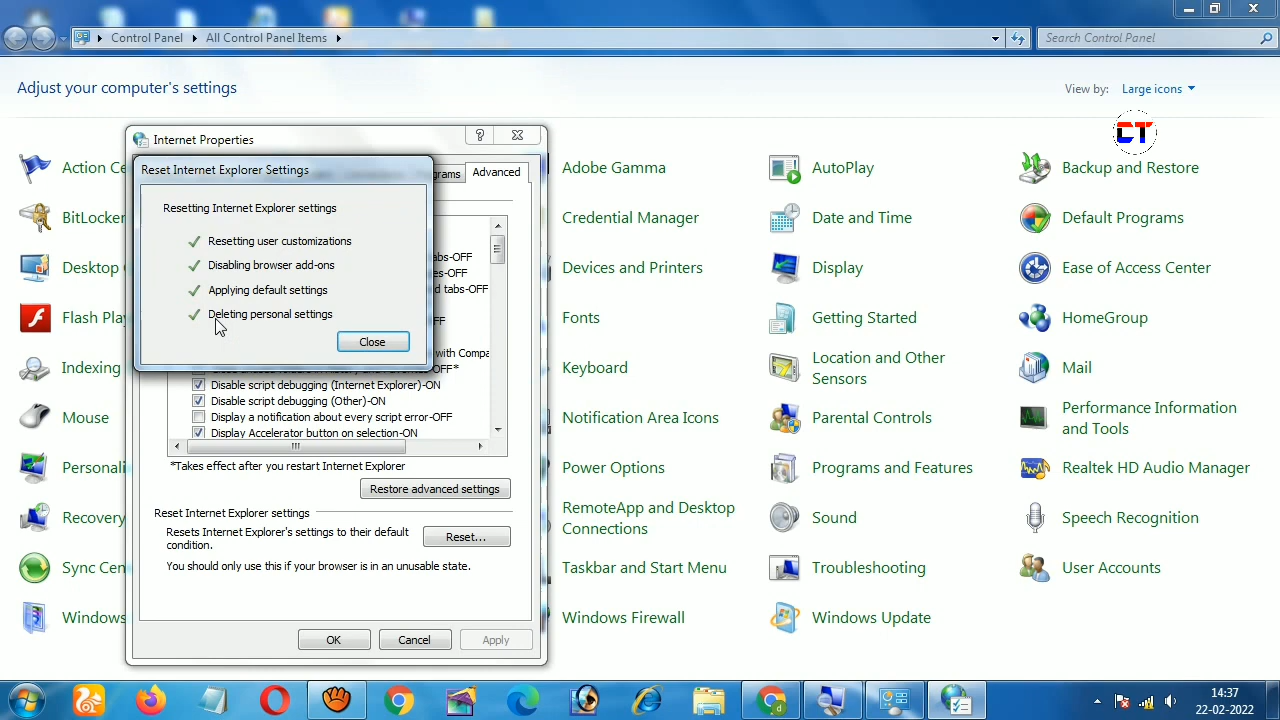 Control Panel
All Control Panel Items
Search Control Panel
Adjust your computer's settings
View by:
Large icons
CT
Internet Properties
?
Reset Internet Explorer Settings
Advanced
Resetting Internet Explorer settings
Resetting user customizations
Disabling browser add-ons
Applying default settings
Deleting personal settings
Close
Disable script debugging (Internet Explorer)-ON
Disable script debugging (Other)-ON
Display a notification about every script error-OFF
Display Accelerator button on selection-ON
*Takes effect after you restart Internet Explorer
Restore advanced settings
Reset Internet Explorer settings
Resets Internet Explorer's settings to their default
condition.
Reset...
You should only use this if your browser is in an unusable state.
OK
Cancel
Apply
Action Ce
BitLocker
Desktop
Flash Play
Indexing
Mouse
Personali
Recovery
Sync Cen
Windows
Adobe Gamma
Credential Manager
Devices and Printers
Fonts
Keyboard
Notification Area Icons
Power Options
RemoteApp and Desktop
Connections
Taskbar and Start Menu
Windows Firewall
AutoPlay
Date and Time
Display
Getting Started
Location and Other
Sensors
Parental Controls
Programs and Features
Sound
Troubleshooting
Windows Update
Backup and Restore
Default Programs
Ease of Access Center
HomeGroup
Mail
Performance Information
and Tools
Realtek HD Audio Manager
Speech Recognition
User Accounts
14:37
22-02-2022